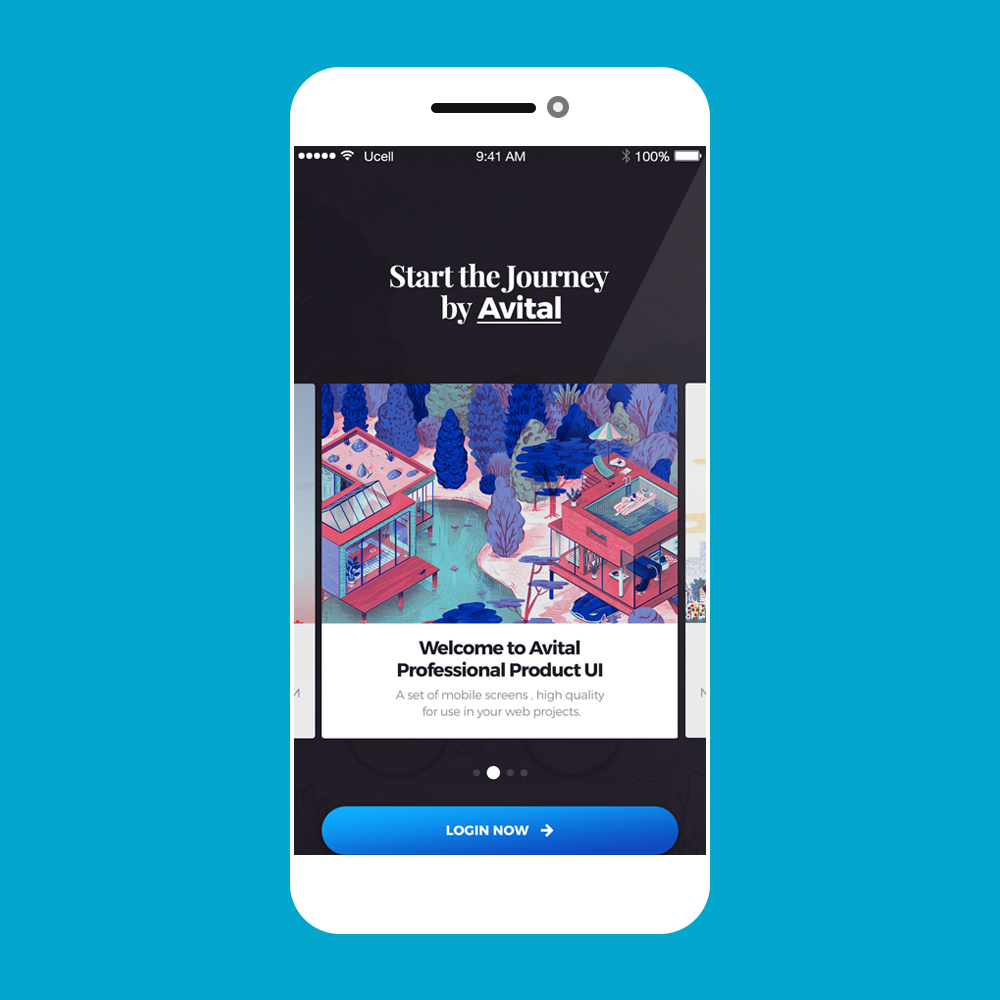 Ucell 9:41 AM 100%
Start the Journey
by Avital
Welcome to Avital
Professional Product UI
A set of mobile screens , high quality
for use in your web projects.
M
N
LOGIN NOW